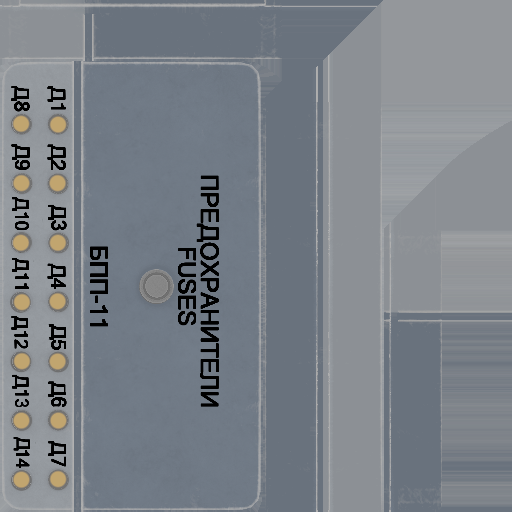 ПРЕДОХРАНИТЕЛИ
FUSES
БПП-11
Д1 Д2 Д3 Д4 Д5 Д6 Д7
Д8 Д9 Д10 Д11 Д12 Д13 Д14